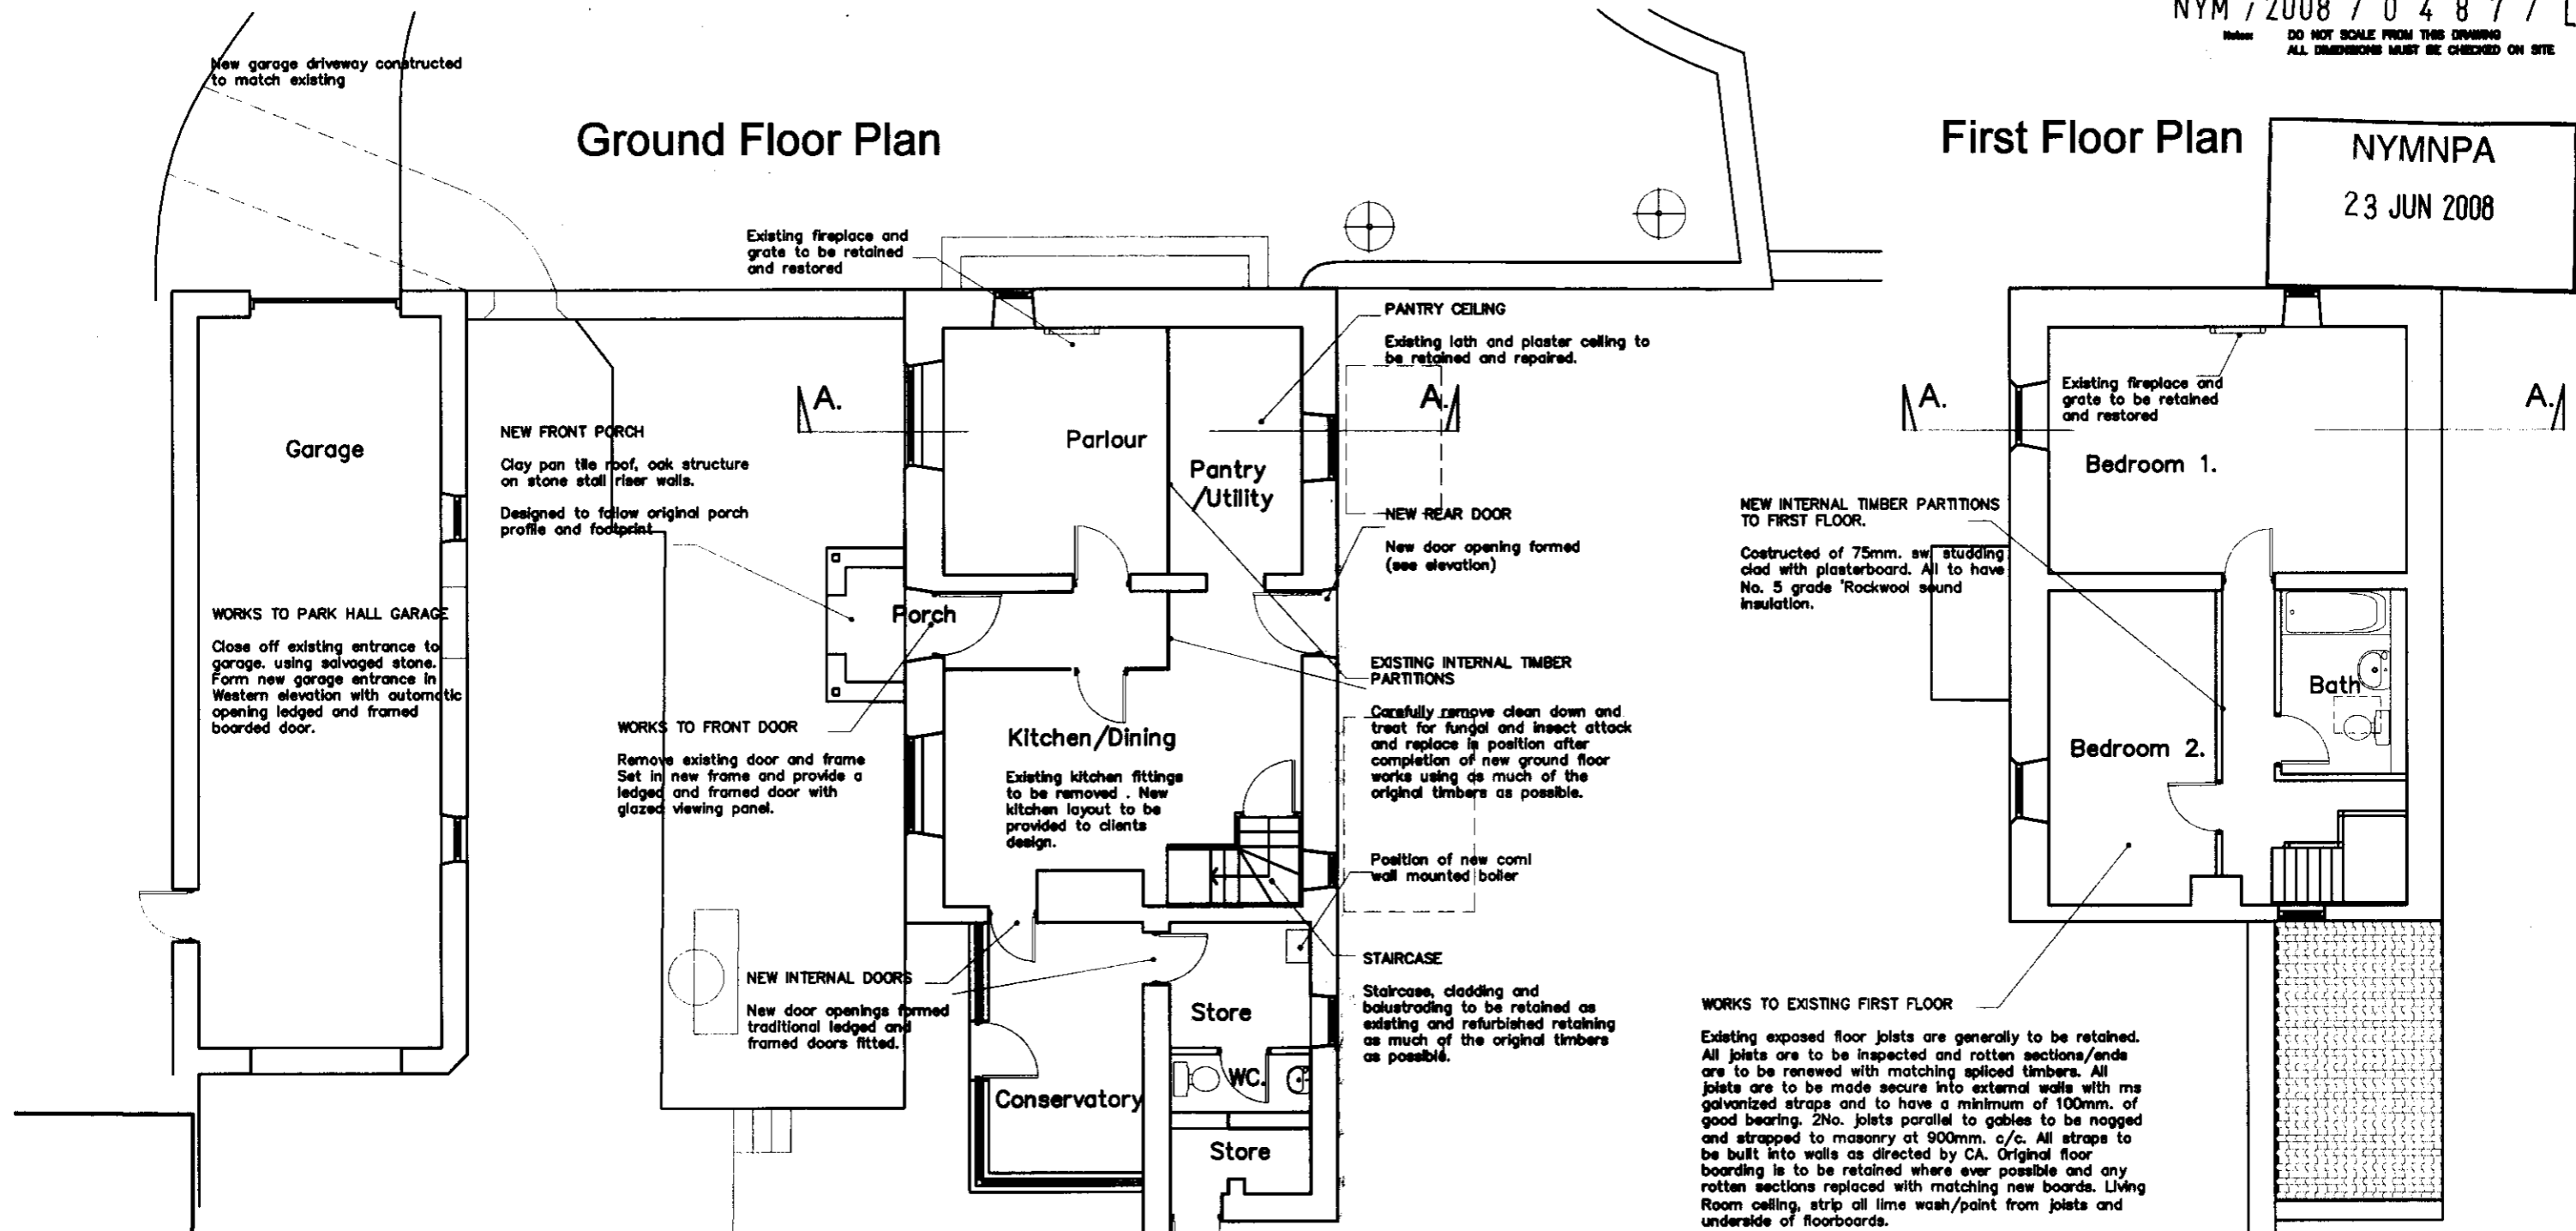 NYM / 2008 / 0 4 8 7 / L
Notes: DO NOT SCALE FROM THIS DRAWING
ALL DIMENSIONS MUST BE CHECKED ON SITE
NYMNPA
23 JUN 2008
Ground Floor Plan
First Floor Plan
New garage driveway constructed
to match existing
Existing fireplace and
grate to be retained
and restored
PANTRY CEILING
Existing lath and plaster ceiling to
be retained and repaired.
A.
A.
Garage
Parlour
Pantry
/Utility
NEW FRONT PORCH
Clay pan tile roof, oak structure
on stone stall riser walls.
Designed to follow original porch
profile and footprint
NEW REAR DOOR
New door opening formed
(see elevation)
WORKS TO PARK HALL GARAGE
Close off existing entrance to
garage. using salvaged stone.
Form new garage entrance in
Western elevation with automatic
opening ledged and framed
boarded door.
Porch
EXISTING INTERNAL TIMBER
PARTITIONS
Carefully remove clean down and
treat for fungal and insect attack
and replace in position after
completion of new ground floor
works using as much of the
original timbers as possible.
WORKS TO FRONT DOOR
Remove existing door and frame
Set in new frame and provide a
ledged and framed door with
glazed viewing panel.
Kitchen/Dining
Existing kitchen fittings
to be removed . New
kitchen layout to be
provided to clients
design.
Position of new comi
wall mounted boiler
STAIRCASE
Staircase, cladding and
balustrading to be retained as
existing and refurbished retaining
as much of the original timbers
as possible.
NEW INTERNAL DOORS
New door openings formed
traditional ledged and
framed doors fitted.
Store
WC.
Conservatory
Store
A.
A.
Existing fireplace and
grate to be retained
and restored
Bedroom 1.
NEW INTERNAL TIMBER PARTITIONS
TO FIRST FLOOR.
Costructed of 75mm. sw. studding
clad with plasterboard. All to have
No. 5 grade 'Rockwool sound
insulation.
Bath
Bedroom 2.
WORKS TO EXISTING FIRST FLOOR
Existing exposed floor joists are generally to be retained.
All joists are to be inspected and rotten sections/ends
are to be renewed with matching spliced timbers. All
joists are to be made secure into external walls with ms
galvanized straps and to have a minimum of 100mm. of
good bearing. 2No. joists parallel to gables to be nogged
and strapped to masonry at 900mm. c/c. All straps to
be built into walls as directed by CA. Original floor
boarding is to be retained where ever possible and any
rotten sections replaced with matching new boards. Living
Room ceiling, strip all lime wash/paint from joists and
underside of floorboards.